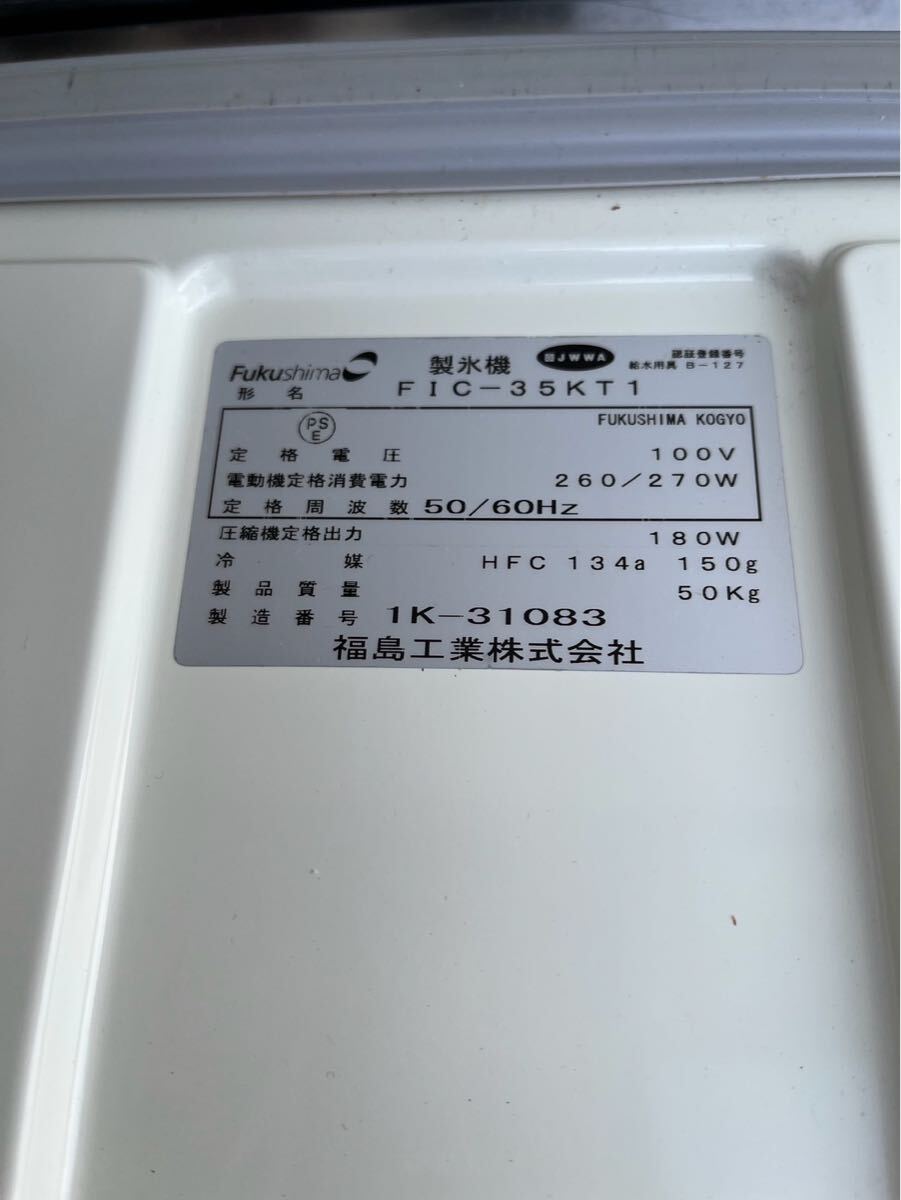 Fukushima 製氷機 JWWA 認証登録番号
給水用具 B-127
形名 FIC-35KT1
PSE FUKUSHIMA KOGYO
定格電圧 100V
電動機定格消費電力 260/270W
定格周波数 50/60Hz
圧縮機定格出力 180W
冷媒 HFC 134a 150g
製品質量 50Kg
製造番号 1K-31083
福島工業株式会社